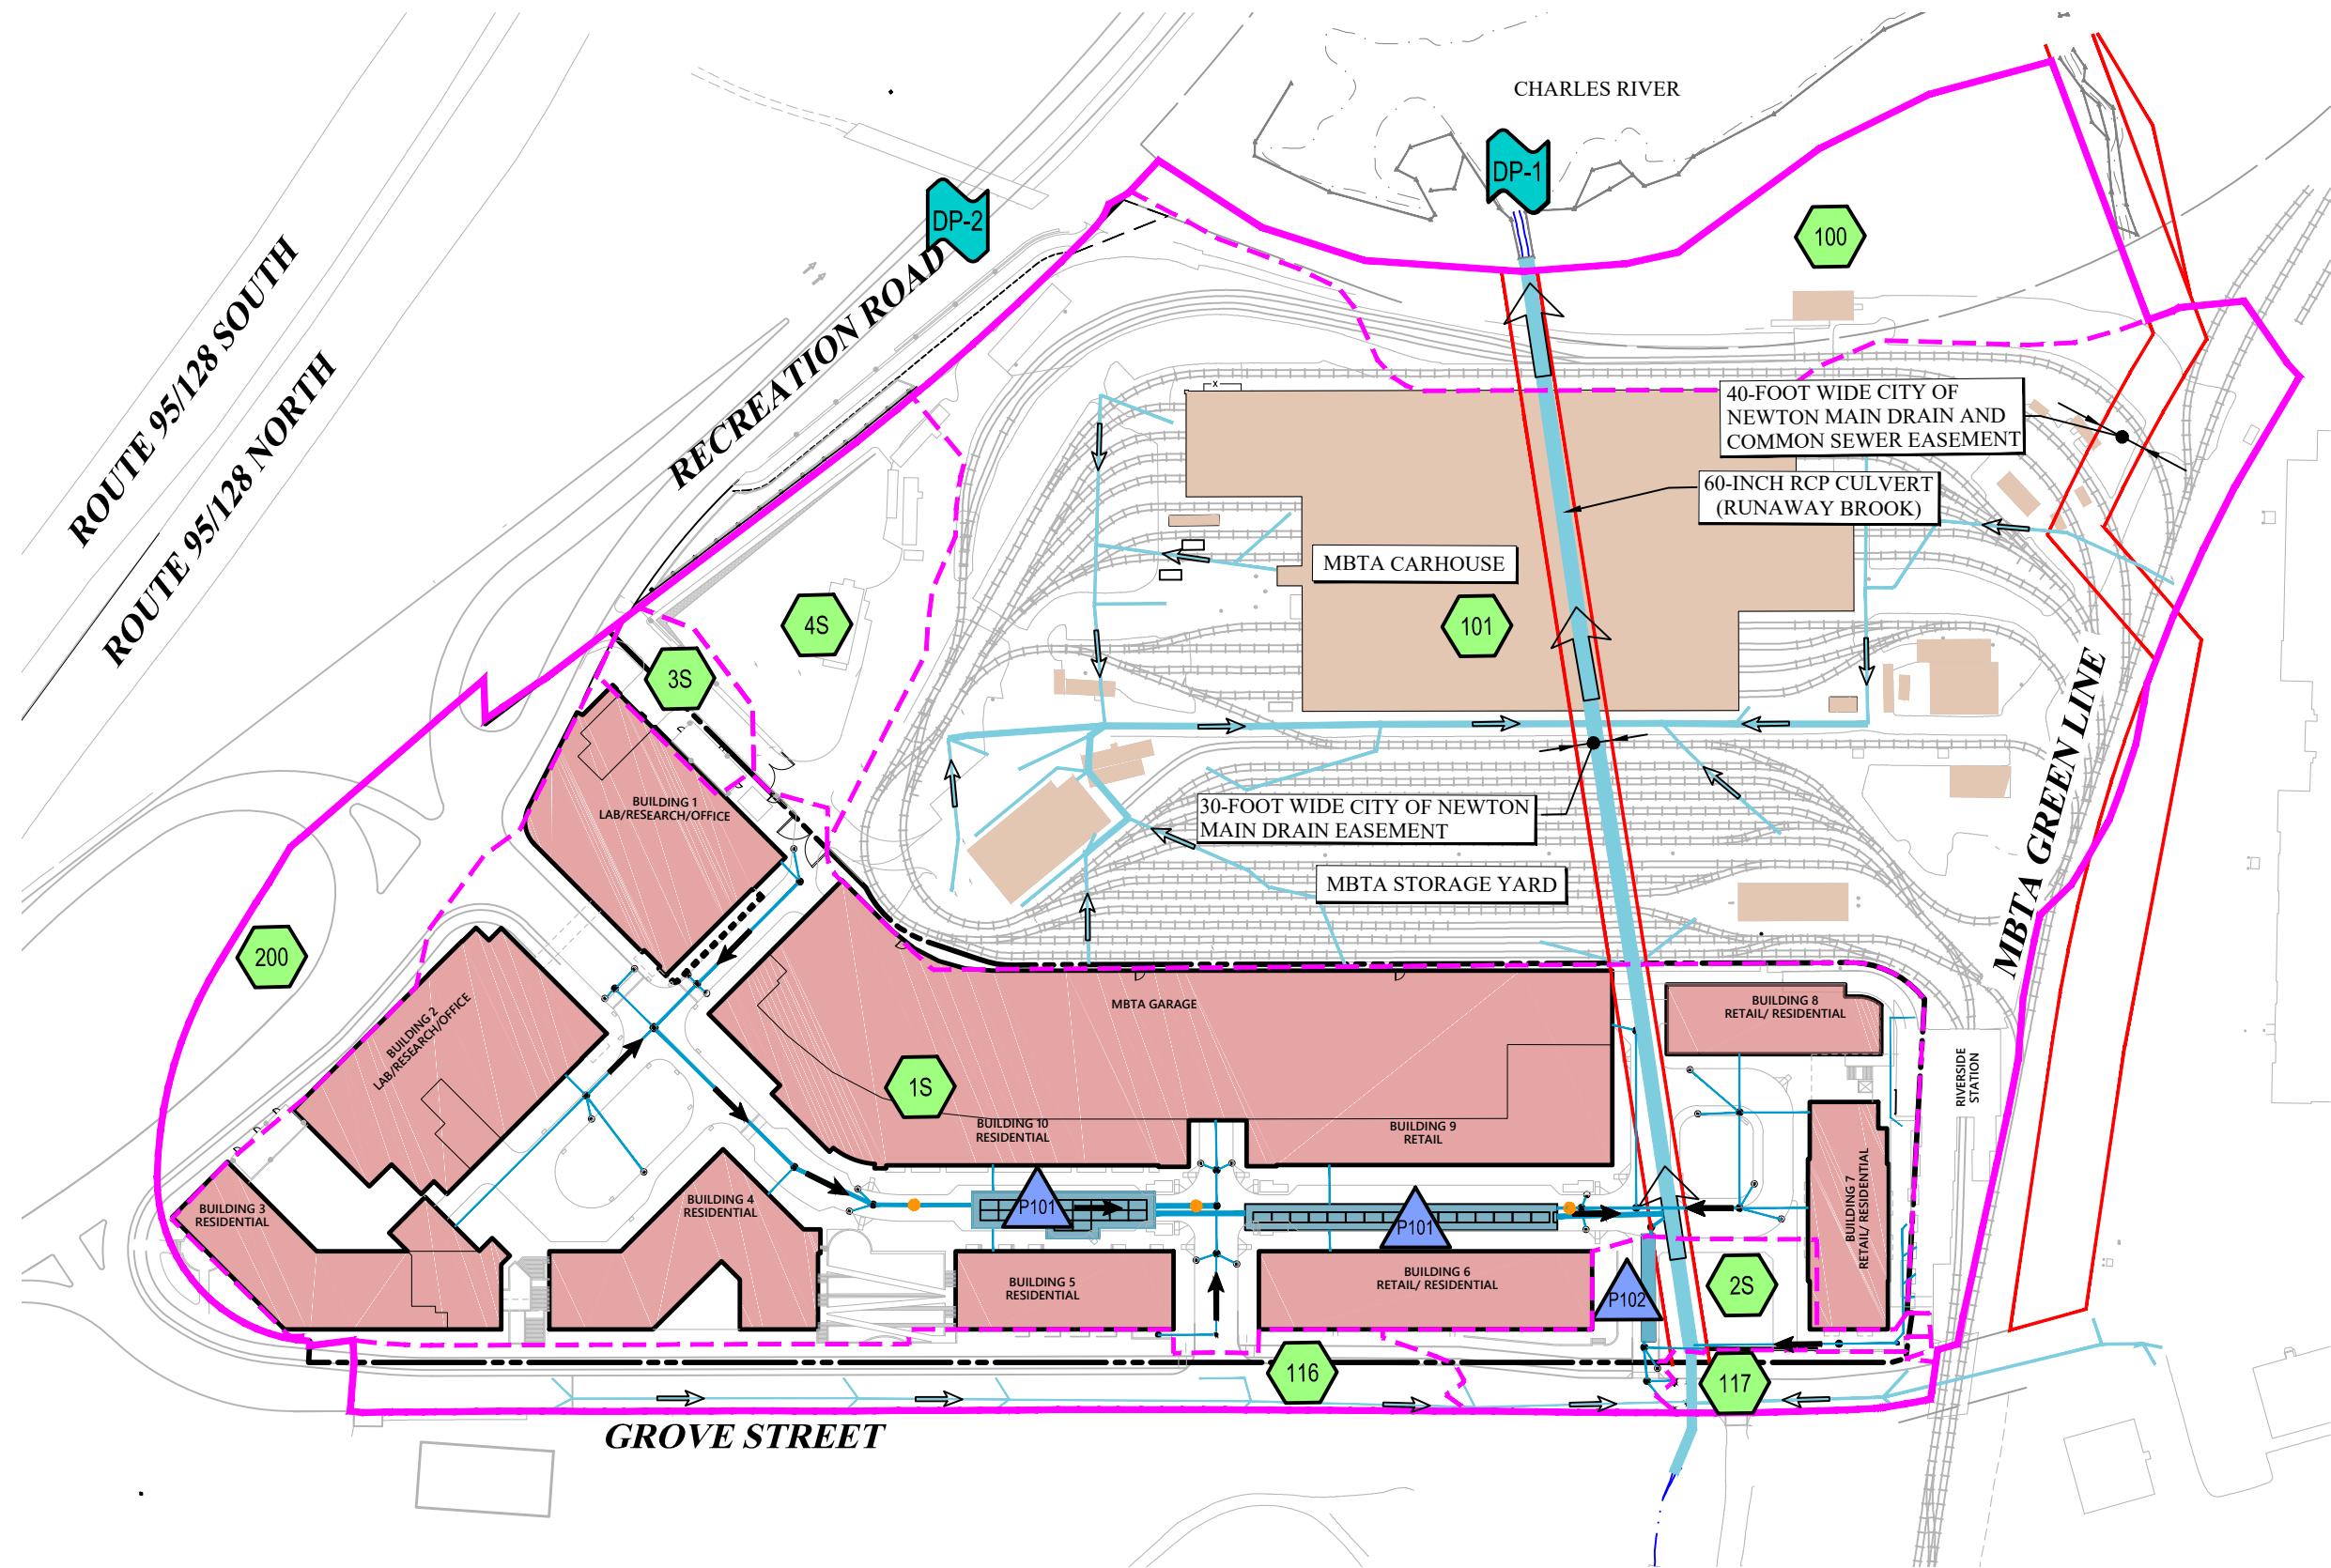 CHARLES RIVER
DP-1
DP-2
100
ROUTE 95/128 SOUTH
ROUTE 95/128 NORTH
RECREATION ROAD
x
40-FOOT WIDE CITY OF
NEWTON MAIN DRAIN AND
COMMON SEWER EASEMENT
60-INCH RCP CULVERT
(RUNAWAY BROOK)
MBTA CARHOUSE
101
4S
3S
MBTA GREEN LINE
BUILDING 1
LAB/RESEARCH/OFFICE
30-FOOT WIDE CITY OF NEWTON
MAIN DRAIN EASEMENT
MBTA STORAGE YARD
200
BUILDING 2
LAB/RESEARCH/OFFICE
MBTA GARAGE
BUILDING 8
RETAIL/ RESIDENTIAL
RIVERSIDE
STATION
1S
BUILDING 10
RESIDENTIAL
BUILDING 9
RETAIL
BUILDING 7
RETAIL/ RESIDENTIAL
BUILDING 3
RESIDENTIAL
BUILDING 4
RESIDENTIAL
P101
P101
BUILDING 5
RESIDENTIAL
BUILDING 6
RETAIL/ RESIDENTIAL
P102
2S
116
117
GROVE STREET